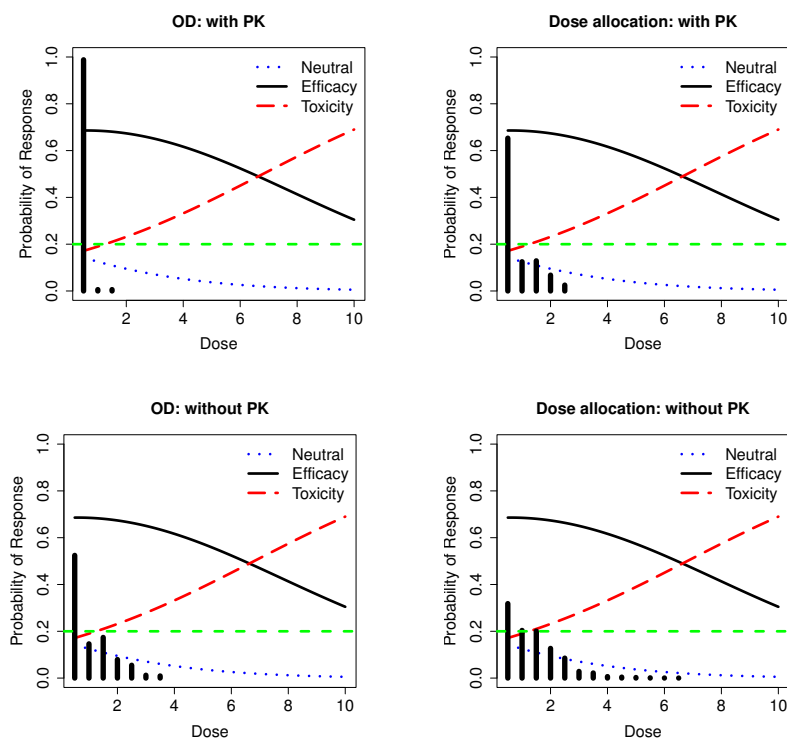 OD: with PK
Probability of Response
0.0 0.2 0.4 0.6 0.8 1.0
Neutral
Efficacy
Toxicity
2 4 6 8 10
Dose
Dose allocation: with PK
Probability of Response
0.0 0.2 0.4 0.6 0.8 1.0
Neutral
Efficacy
Toxicity
2 4 6 8 10
Dose
OD: without PK
Probability of Response
0.0 0.2 0.4 0.6 0.8 1.0
Neutral
Efficacy
Toxicity
2 4 6 8 10
Dose
Dose allocation: without PK
Probability of Response
0.0 0.2 0.4 0.6 0.8 1.0
Neutral
Efficacy
Toxicity
2 4 6 8 10
Dose